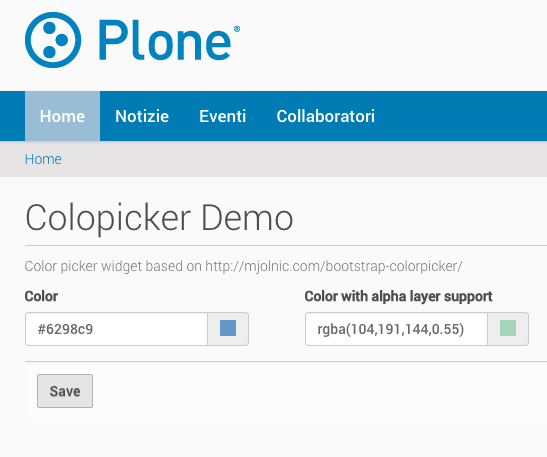 Plone®
Home Notizie Eventi Collaboratori
Home
Colopicker Demo
Color picker widget based on http://mjolnic.com/bootstrap-colorpicker/
Color Color with alpha layer support
#6298c9 rgba(104,191,144,0.55)
Save